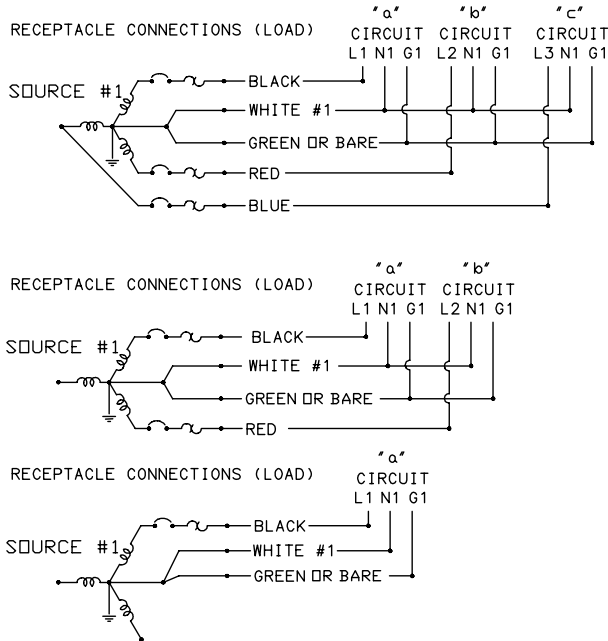 "a" "b" "c"
RECEPTACLE CONNECTIONS (LOAD) CIRCUIT CIRCUIT CIRCUIT
L1 N1 G1 L2 N1 G1 L3 N1 G1
BLACK
SOURCE #1
WHITE #1
GREEN OR BARE
RED
BLUE
"a" "b"
RECEPTACLE CONNECTIONS (LOAD) CIRCUIT CIRCUIT
L1 N1 G1 L2 N1 G1
BLACK
SOURCE #1
WHITE #1
GREEN OR BARE
RED
"a"
RECEPTACLE CONNECTIONS (LOAD) CIRCUIT
L1 N1 G1
BLACK
SOURCE #1
WHITE #1
GREEN OR BARE